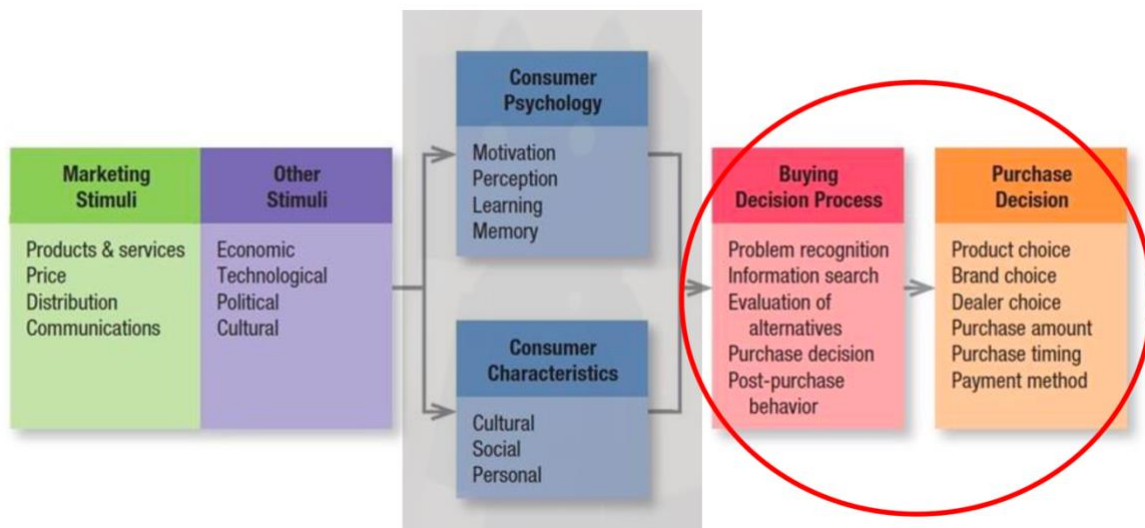 Marketing
Stimuli
Products & services
Price
Distribution
Communications
Other
Stimuli
Economic
Technological
Political
Cultural
Consumer
Psychology
Motivation
Perception
Learning
Memory
Consumer
Characteristics
Cultural
Social
Personal
Buying
Decision Process
Problem recognition
Information search
Evaluation of
alternatives
Purchase decision
Post-purchase
behavior
Purchase
Decision
Product choice
Brand choice
Dealer choice
Purchase amount
Purchase timing
Payment method